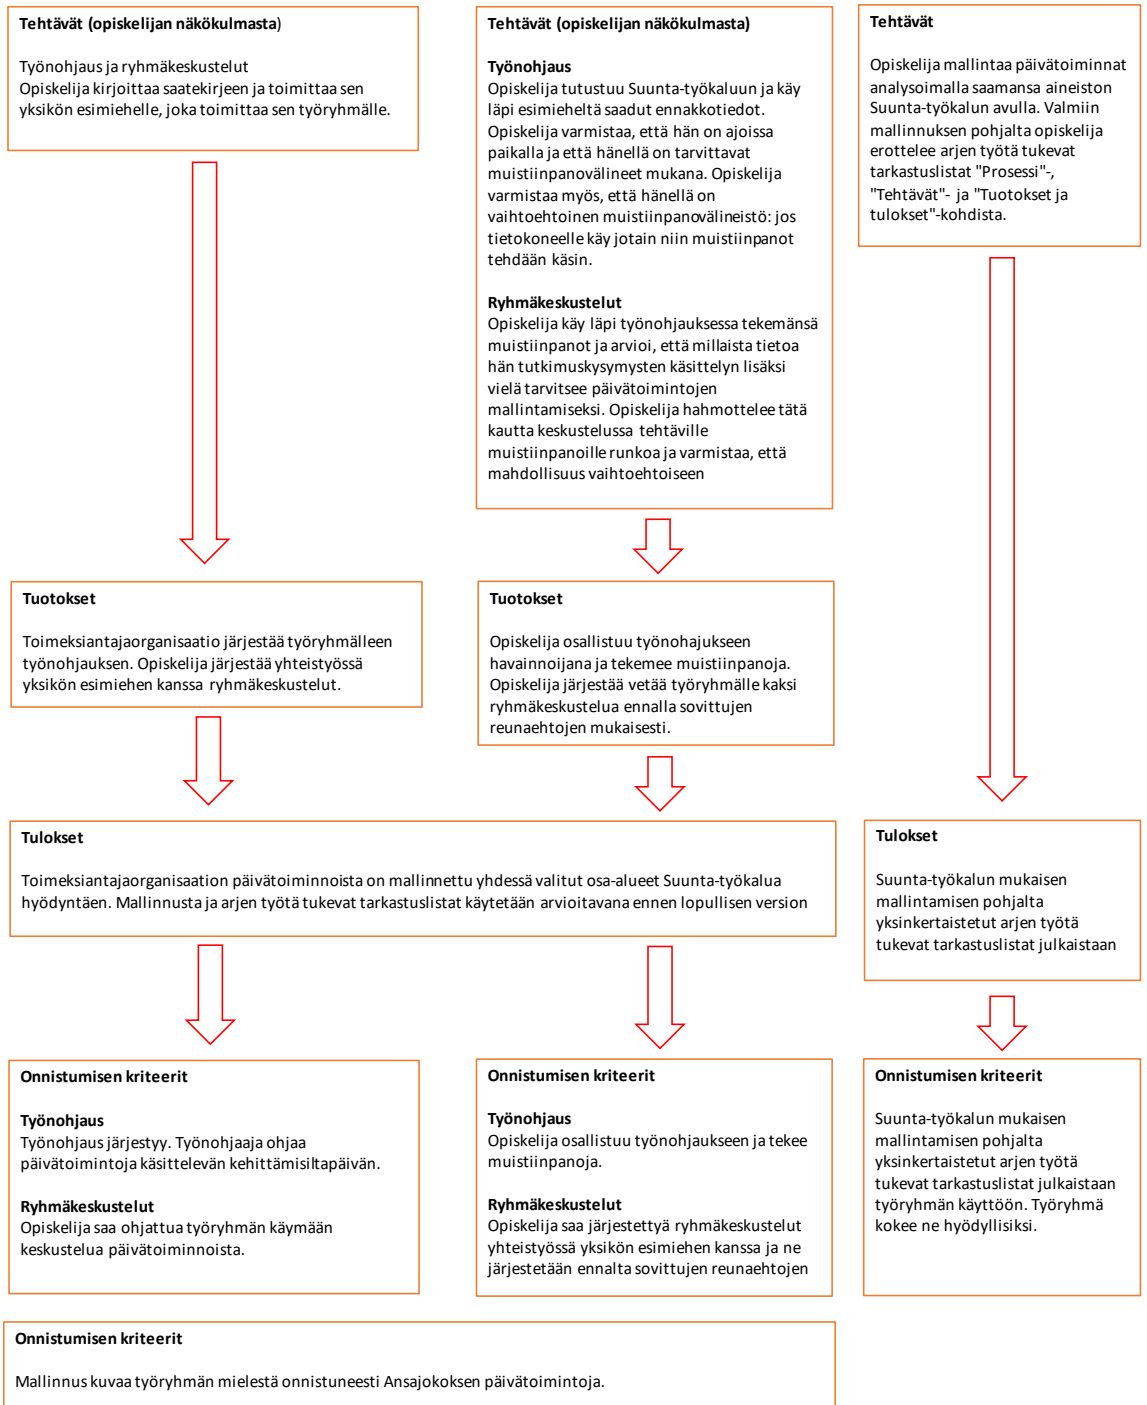 Tehtävät (opiskelijan näkökulmasta)
Työnohjaus ja ryhmäkeskustelut
Opiskelija kirjoittaa saatekirjeen ja toimittaa sen
yksikön esimiehelle, joka toimittaa sen työryhmälle.
Tehtävät (opiskelijan näkökulmasta)
Työnohjaus
Opiskelija tutustuu Suunta-työkaluun ja käy
läpi esimieheltä saadut ennakkotiedot.
Opiskelija varmistaa, että hän on ajoissa
paikalla ja että hänellä on tarvittavat
muistiinpanovälineet mukana. Opiskelija
varmistaa myös, että hänellä on
vaihtoehtoinen muistiinpanovälineistö: jos
tietokoneelle käy jotain niin muistiinpanot
tehdään käsin.
Ryhmäkeskustelut
Opiskelija käy läpi työnohjauksessa tekemänsä
muistiinpanot ja arvioi, että millaista tietoa
hän tutkimuskysymysten käsittelyn lisäksi
vielä tarvitsee päivätoimintojen
mallintamiseksi. Opiskelija hahmottelee tätä
kautta keskustelussa tehtäville
muistiinpanoille runkoa ja varmistaa, että
mahdollisuus vaihtoehtoiseen
Tehtävät
Opiskelija mallintaa päivätoiminnat
analysoimalla saamansa aineiston
Suunta-työkalun avulla. Valmiin
mallinnuksen pohjalta opiskelija
erottelee arjen työtä tukevat
tarkastuslistat "Prosessi"-,
"Tehtävät"- ja "Tuotokset ja
tulokset"-kohdista.
Tuotokset
Toimeksiantajaorganisaatio järjestää työryhmälleen
työnohjauksen. Opiskelija järjestää yhteistyössä
yksikön esimiehen kanssa ryhmäkeskustelut.
Tuotokset
Opiskelija osallistuu työnohajukseen
havainnoijana ja tekemee muistiinpanoja.
Opiskelija järjestää vetää työryhmälle kaksi
ryhmäkeskustelua ennalla sovittujen
reunaehtojen mukaisesti.
Tulokset
Toimeksiantajaorganisaation päivätoiminnoista on mallinnettu yhdessä valitut osa-alueet Suunta-työkalua
hyödyntäen. Mallinnusta ja arjen työtä tukevat tarkastuslistat käytetään arvioitavana ennen lopullisen version
Tulokset
Suunta-työkalun mukaisen
mallintamisen pohjalta
yksinkertaistetut arjen työtä
tukevat tarkastuslistat julkaistaan
Onnistumisen kriteerit
Työnohjaus
Työnohjaus järjestyy. Työnohjaaja ohjaa
päivätoimintoja käsittelevän kehittämisiltapäivän.
Ryhmäkeskustelut
Opiskelija saa ohjattua työryhmän käymään
keskustelua päivätoiminnoista.
Onnistumisen kriteerit
Työnohjaus
Opiskelija osallistuu työnohjaukseen ja tekee
muistiinpanoja.
Ryhmäkeskustelut
Opiskelija saa järjestettyä ryhmäkeskustelut
yhteistyössä yksikön esimiehen kanssa ja ne
järjestetään ennalta sovittujen reunaehtojen
Onnistumisen kriteerit
Suunta-työkalun mukaisen
mallintamisen pohjalta
yksinkertaistetut arjen työtä
tukevat tarkastuslistat julkaistaan
työryhmän käyttöön. Työryhmä
kokee ne hyödyllisiksi.
Onnistumisen kriteerit
Mallinnus kuvaa työryhmän mielestä onnistuneesti Ansajokoksen päivätoimintoja.